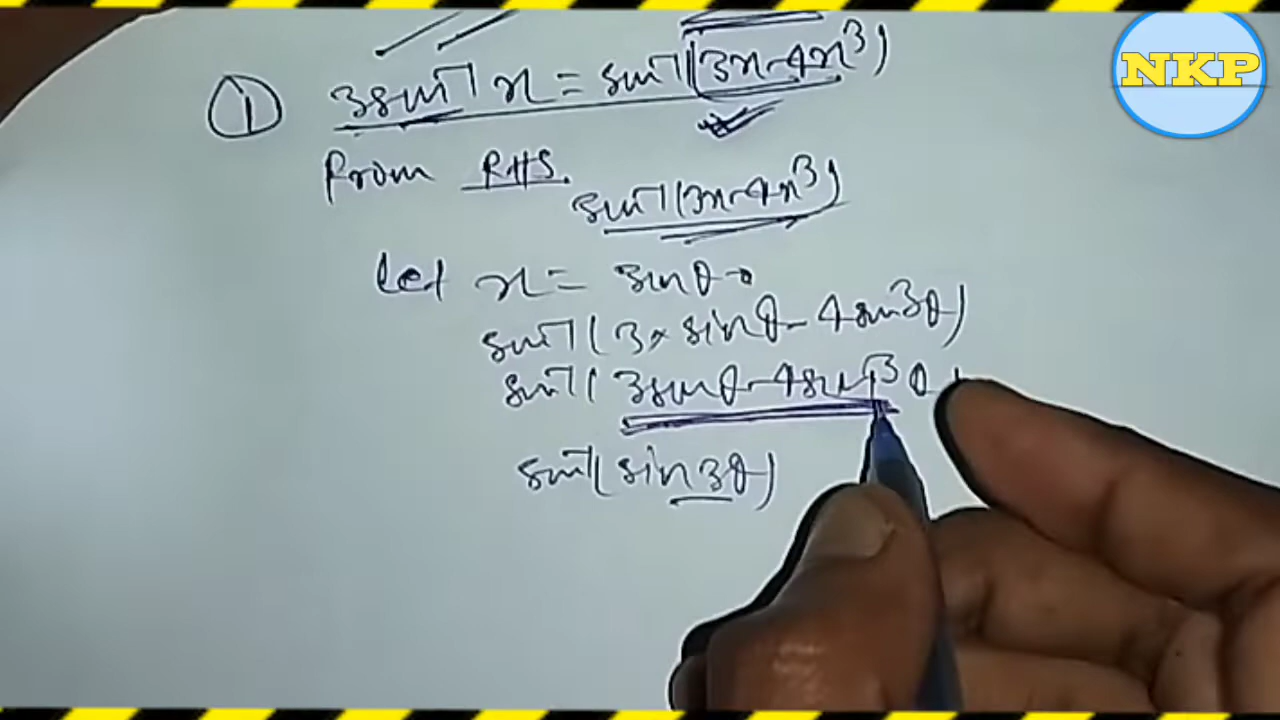 NKP
① 3sin⁻¹x = sin⁻¹(3x-4x³)
From RHS.
sin⁻¹(3x-4x³)
Let x = sinθ
sin⁻¹(3×sinθ - 4sin³θ)
sin⁻¹(3sinθ-4sin³θ)
sin⁻¹(sin3θ)